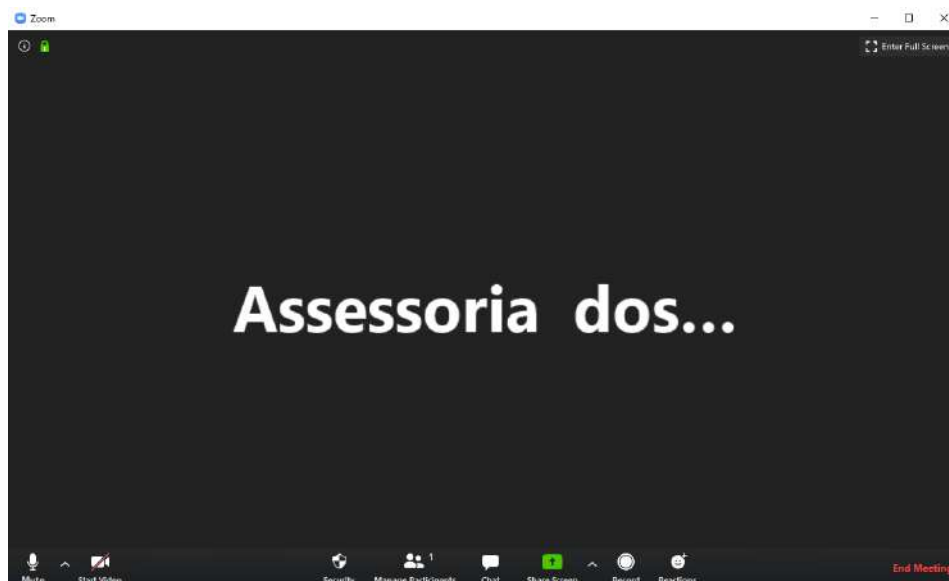 Zoom
Enter Full Screen
Assessoria dos...
1
Mute
Start Video
Security
Manage Participants
Chat
Share Screen
Record
Reactions
End Meeting